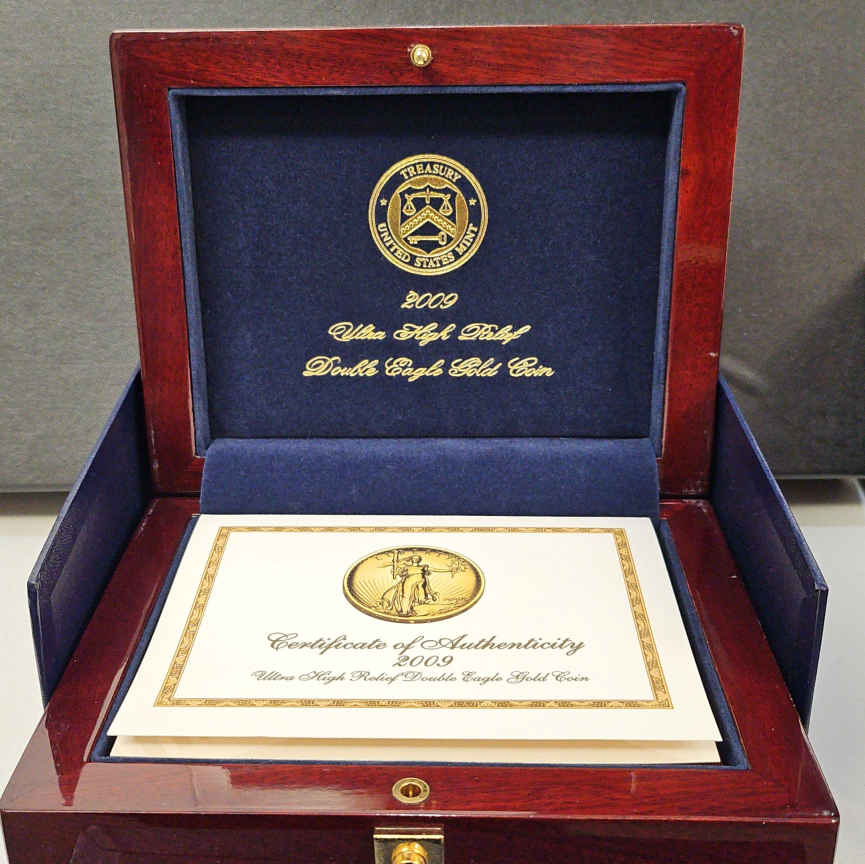 TREASURY
UNITED STATES MINT
2009
Ultra High Relief
Double Eagle Gold Coin
Certificate of Authenticity
2009
Ultra High Relief Double Eagle Gold Coin